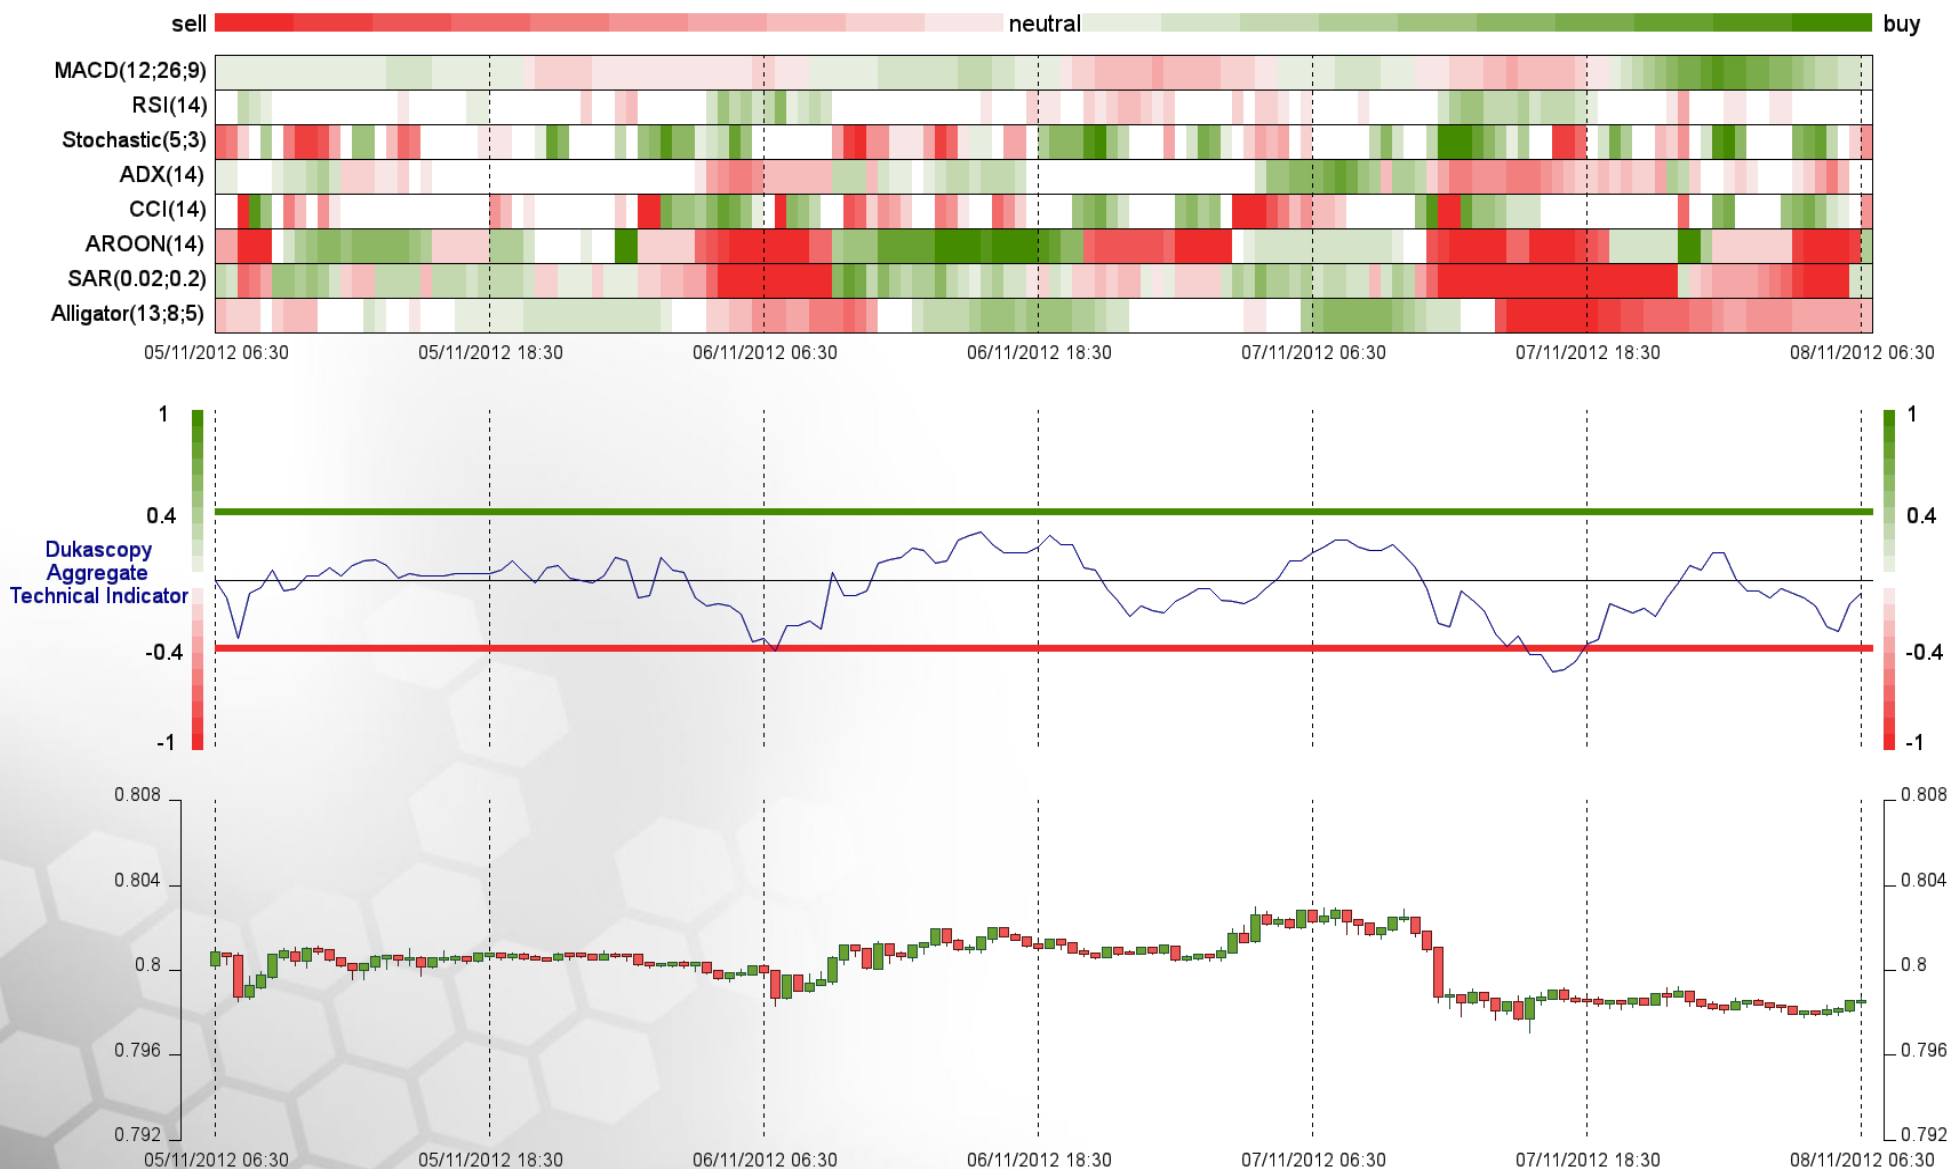 sell neutral buy
MACD(12;26;9)
RSI(14)
Stochastic(5;3)
ADX(14)
CCI(14)
AROON(14)
SAR(0.02;0.2)
Alligator(13;8;5)
05/11/2012 06:30 05/11/2012 18:30 06/11/2012 06:30 06/11/2012 18:30 07/11/2012 06:30 07/11/2012 18:30 08/11/2012 06:30
1 1
0.4 0.4
Dukascopy
Aggregate
Technical Indicator
-0.4 -0.4
-1 -1
0.808 0.808
0.804 0.804
0.8 0.8
0.796 0.796
0.792 0.792
05/11/2012 06:30 05/11/2012 18:30 06/11/2012 06:30 06/11/2012 18:30 07/11/2012 06:30 07/11/2012 18:30 08/11/2012 06:30